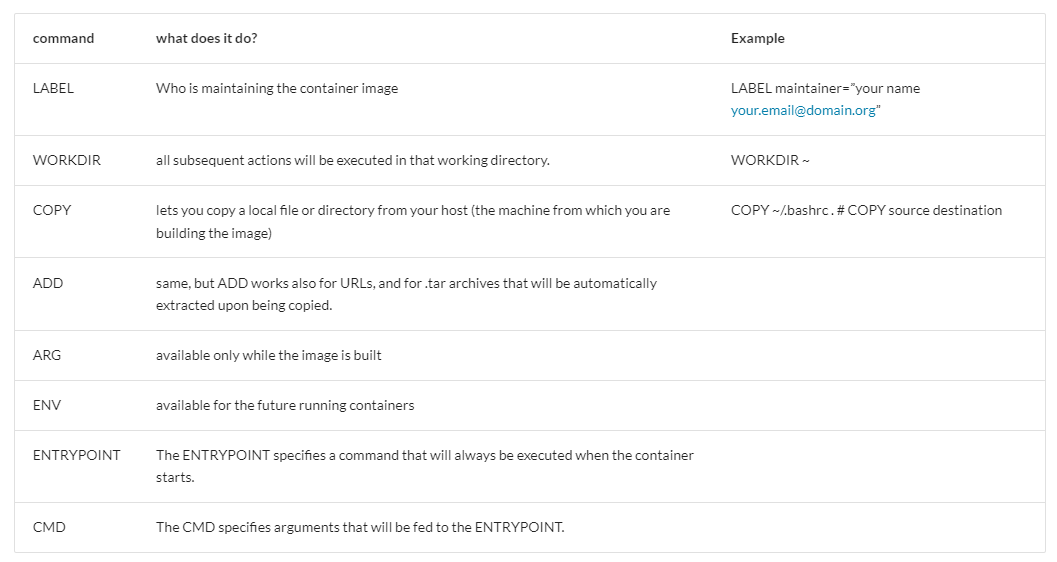 command what does it do? Example
LABEL Who is maintaining the container image LABEL maintainer="your name
your.email@domain.org”
WORKDIR all subsequent actions will be executed in that working directory. WORKDIR ~
COPY lets you copy a local file or directory from your host (the machine from which you are COPY ~/.bashrc . # COPY source destination
building the image)
ADD same, but ADD works also for URLs, and for .tar archives that will be automatically
extracted upon being copied.
ARG available only while the image is built
ENV available for the future running containers
ENTRYPOINT The ENTRYPOINT specifies a command that will always be executed when the container
starts.
CMD The CMD specifies arguments that will be fed to the ENTRYPOINT.